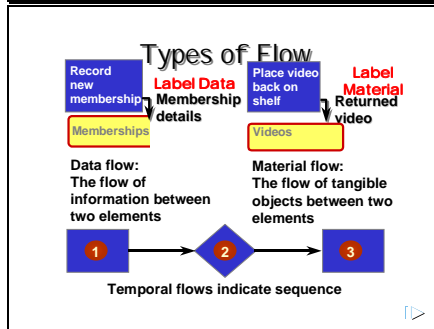 Types of Flow
Record
new
membership
Label Data
Membership
details
Memberships
Data flow:
The flow of
information between
two elements
Place video
back on
shelf
Label
Material
Returned
video
Videos
Material flow:
The flow of tangible
objects between two
elements
1
2
3
Temporal flows indicate sequence